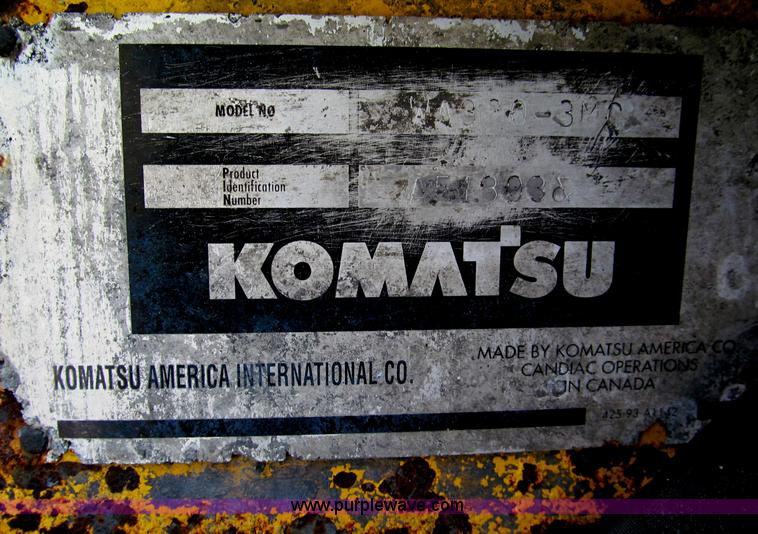 MODEL NO
Product
Identification
Number
KOMATSU
KOMATSU AMERICA INTERNATIONAL CO.
MADE BY KOMATSU AMERICA CO
CANDIAC OPERATIONS
IN CANADA
www.purplewave.com